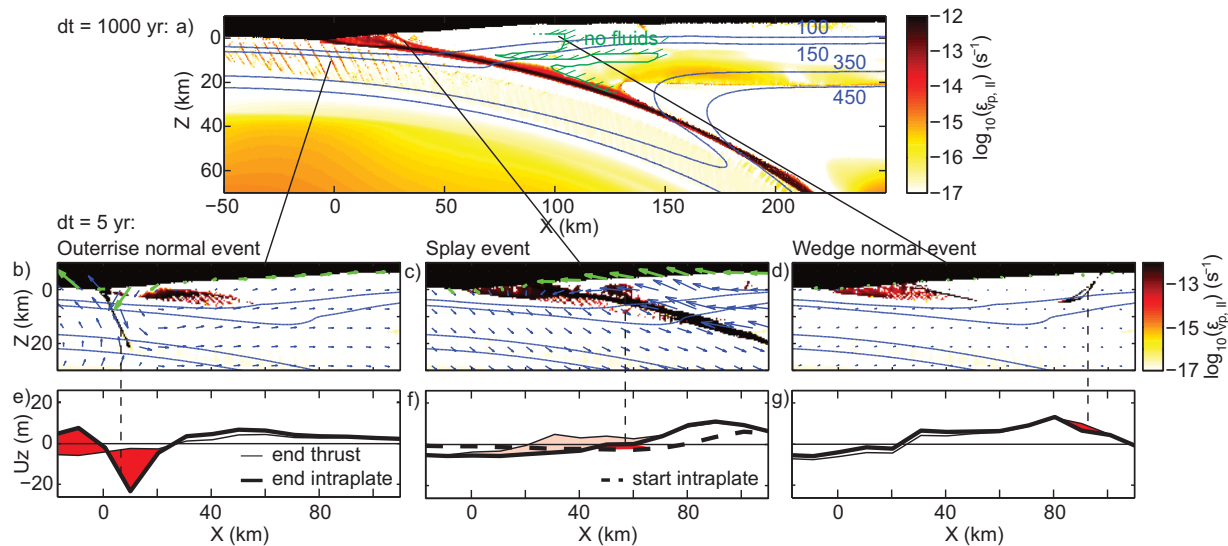 dt = 1000 yr: a)
0
20
40
60
Z (km)
no fluids
100
150
350
450
−50
0
50
100
150
200
X (km)
−12
−13
−14
−15
−16
−17
log10(ε̇vp, II) (s−1)
dt = 5 yr:
Outerrise normal event
Splay event
Wedge normal event
b)
c)
d)
0
20
Z (km)
−13
−15
−17
log10(ε̇vp, II) (s−1)
e)
f)
g)
20
0
−20
Uz (m)
end thrust
end intraplate
start intraplate
0 40 80
0 40 80
0 40 80
X (km)
X (km)
X (km)